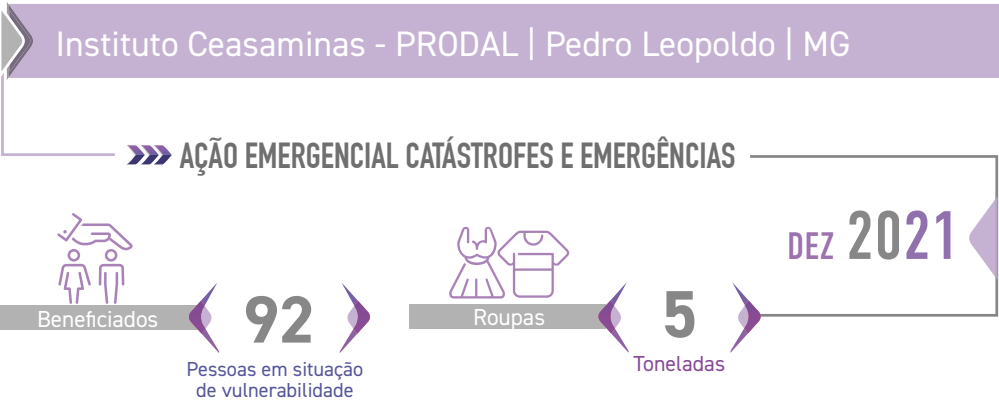 Instituto Ceasaminas - PRODAL | Pedro Leopoldo | MG
AÇÃO EMERGENCIAL CATÁSTROFES E EMERGÊNCIAS
DEZ 2021
Beneficiados
92
Pessoas em situação
de vulnerabilidade
Roupas
5
Toneladas